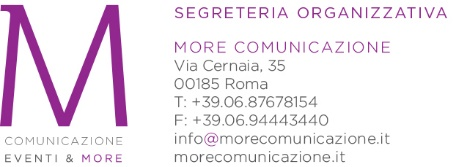 M
COMUNICAZIONE
EVENTI & MORE
SEGRETERIA ORGANIZZATIVA
MORE COMUNICAZIONE
Via Cernaia, 35
00185 Roma
T: +39.06.87678154
F: +39.06.94443440
info@morecomunicazione.it
morecomunicazione.it